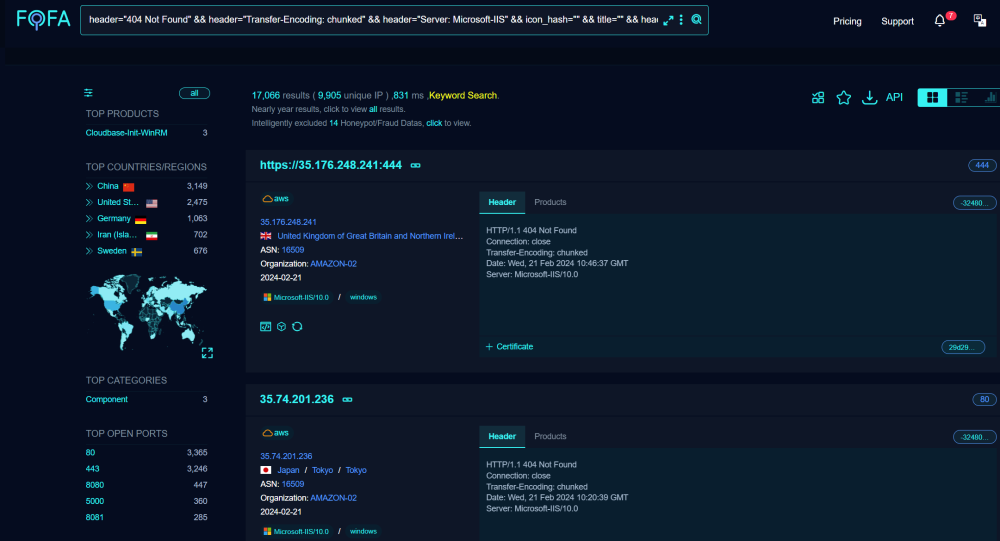 FOFA
header="404 Not Found" && header="Transfer-Encoding: chunked" && header="Server: Microsoft-IIS" && icon_hash="" && title="" && head
Pricing
Support
7
all
17,066 results ( 9,905 unique IP ) ,831 ms ,Keyword Search.
Nearly year results, click to view all results.
Intelligently excluded 14 Honeypot/Fraud Datas, click to view.
API
TOP PRODUCTS
Cloudbase-Init-WinRM 3
TOP COUNTRIES/REGIONS
China 3,149
United St... 2,475
Germany 1,063
Iran (Isla... 702
Sweden 676
TOP CATEGORIES
Component 3
TOP OPEN PORTS
80 3,365
443 3,246
8080 447
5000 360
8081 285
https://35.176.248.241:444
444
aws
35.176.248.241
United Kingdom of Great Britain and Northern Irel...
ASN: 16509
Organization: AMAZON-02
2024-02-21
Microsoft-IIS/10.0 / windows
Header
Products
-32480...
HTTP/1.1 404 Not Found
Connection: close
Transfer-Encoding: chunked
Date: Wed, 21 Feb 2024 10:46:37 GMT
Server: Microsoft-IIS/10.0
+ Certificate
29d29...
35.74.201.236
80
aws
35.74.201.236
Japan / Tokyo / Tokyo
ASN: 16509
Organization: AMAZON-02
2024-02-21
Microsoft-IIS/10.0 / windows
Header
Products
-32480...
HTTP/1.1 404 Not Found
Connection: close
Transfer-Encoding: chunked
Date: Wed, 21 Feb 2024 10:20:39 GMT
Server: Microsoft-IIS/10.0